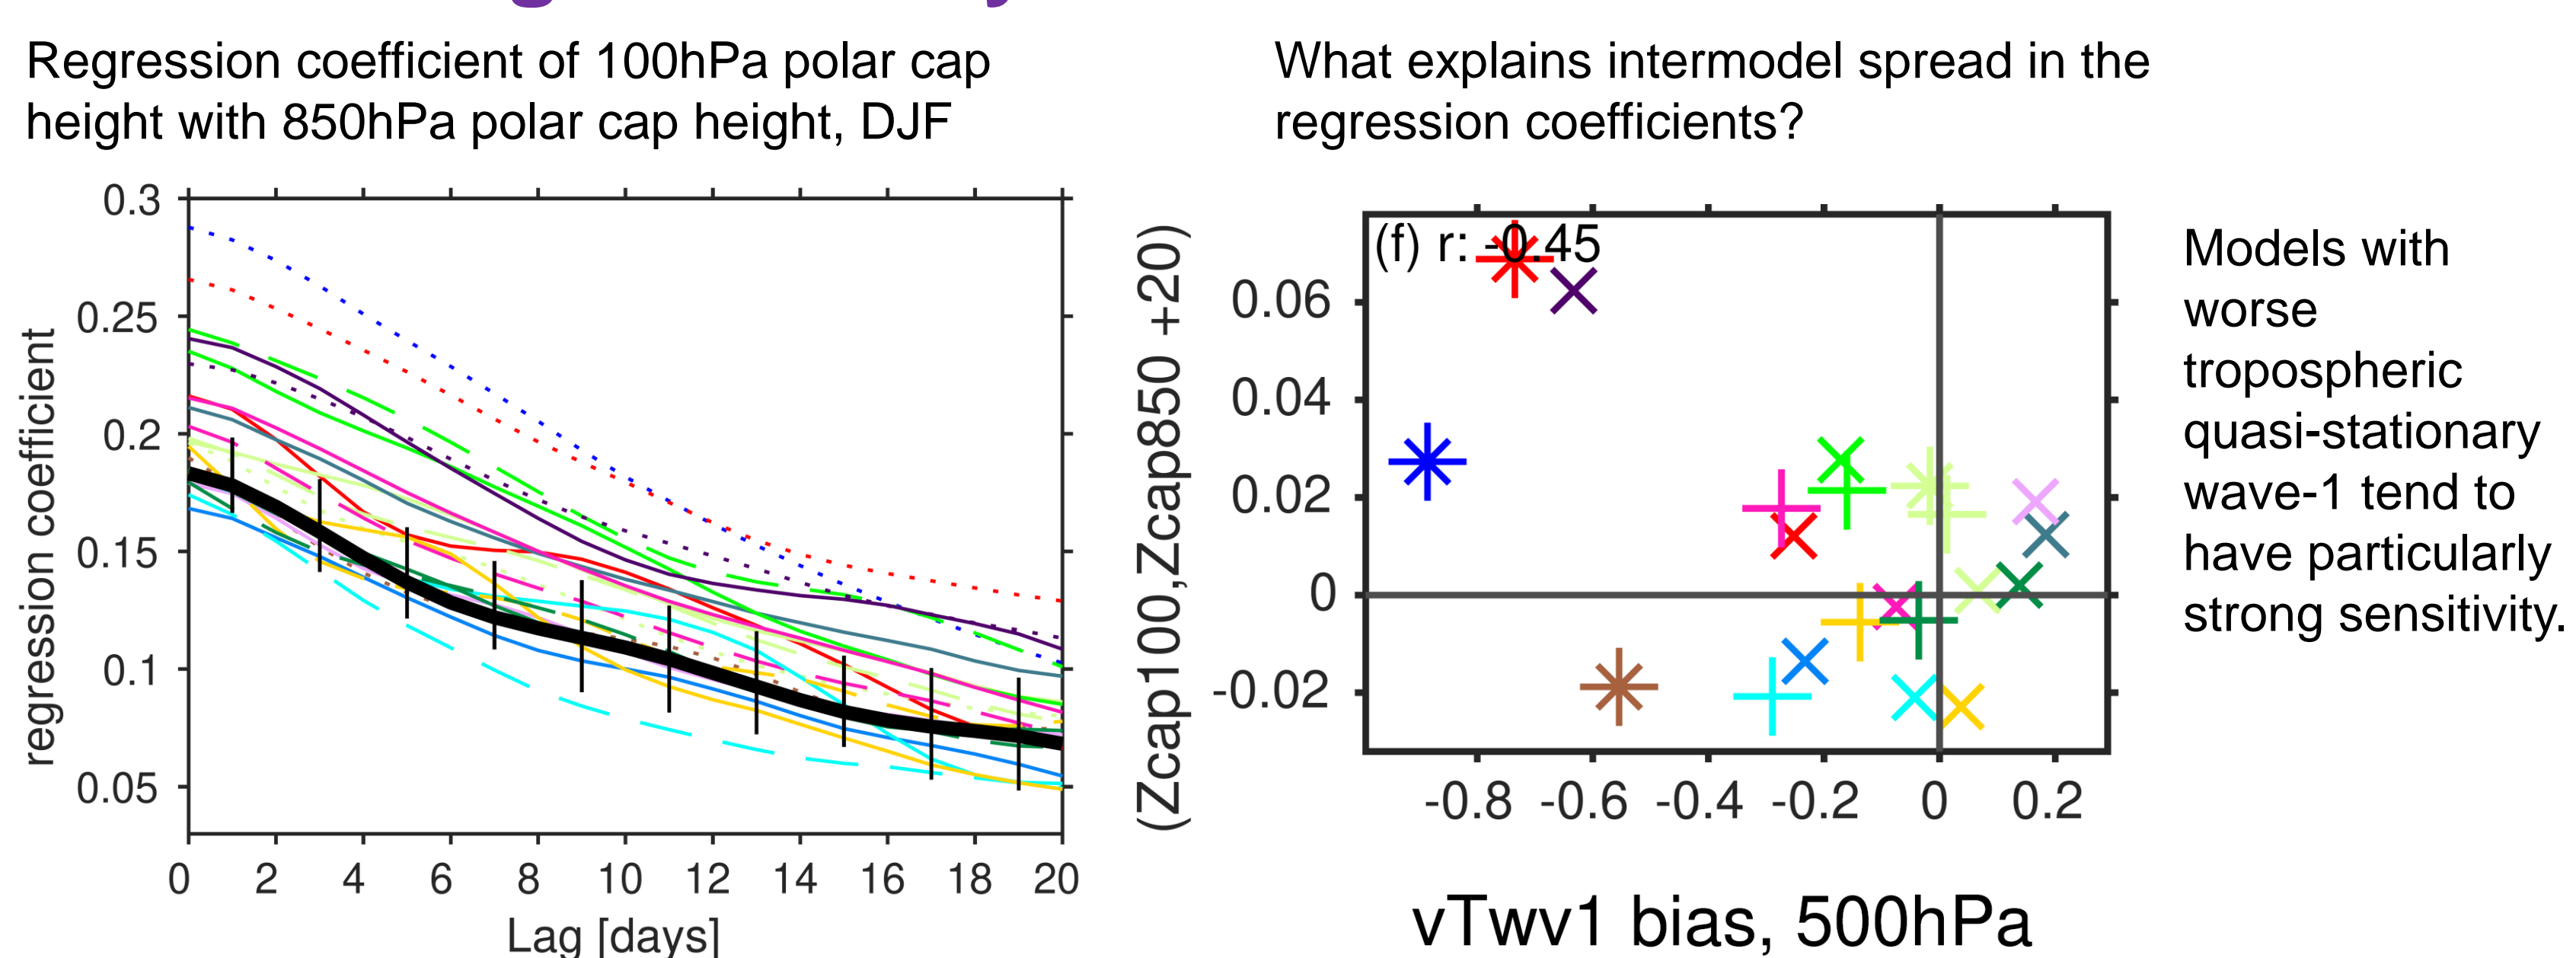 Regression coefficient of 100hPa polar cap
height with 850hPa polar cap height, DJF
What explains intermodel spread in the
regression coefficients?
0.3
0.25
0.2
0.15
0.1
0.05
regression coefficient
0 2 4 6 8 10 12 14 16 18 20
Lag [days]
(Zcap100,Zcap850 +20)
(f) r: -0.45
0.06
0.04
0.02
0
-0.02
-0.8 -0.6 -0.4 -0.2 0 0.2
vTwv1 bias, 500hPa
Models with
worse
tropospheric
quasi-stationary
wave-1 tend to
have particularly
strong sensitivity.